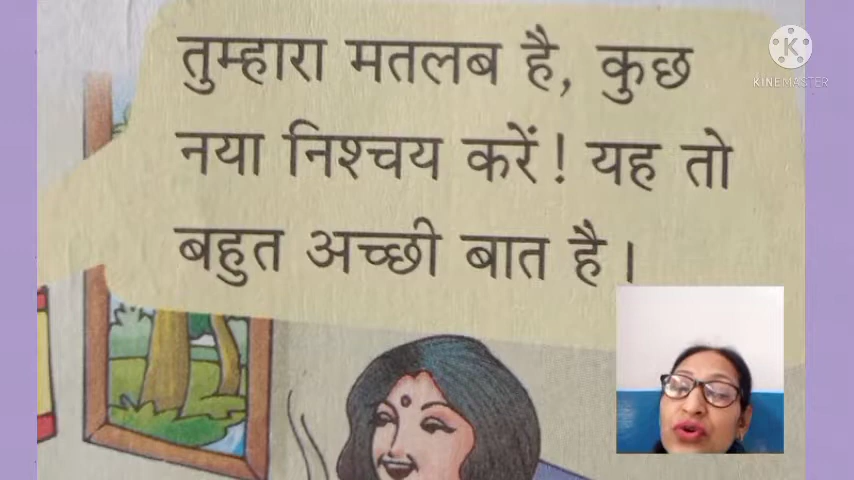 तुम्हारा मतलब है, कुछ
नया निश्चय करें! यह तो
बहुत अच्छी बात है।
KINEMASTER